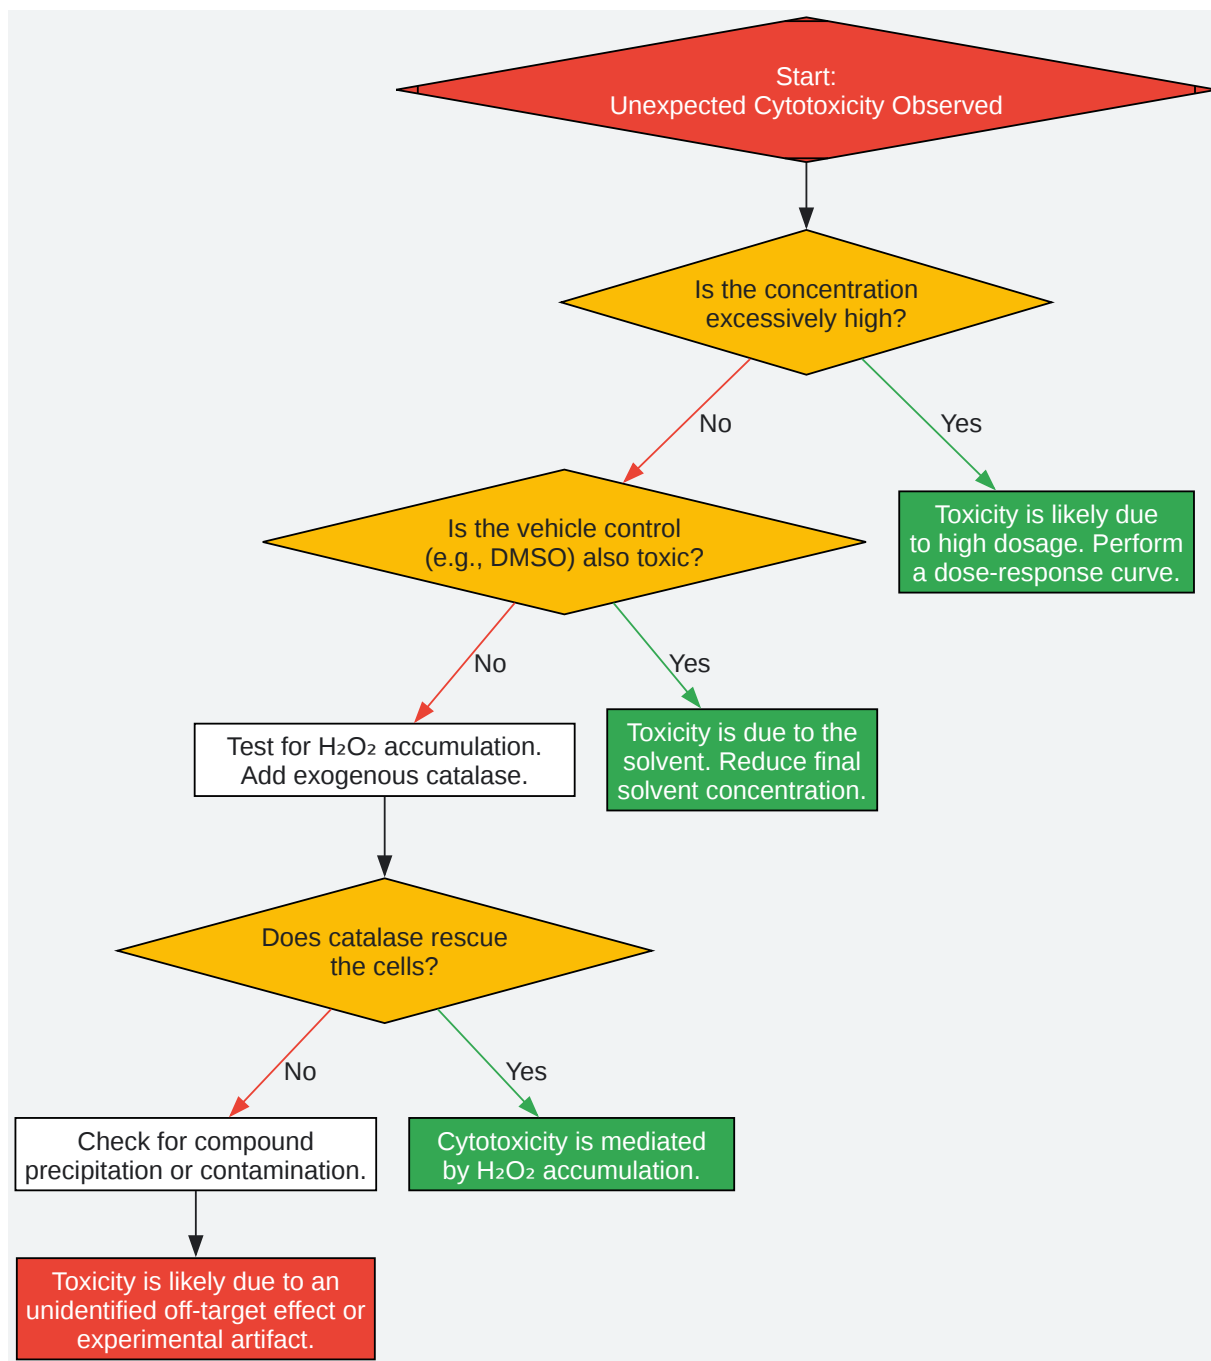 Start:
Unexpected Cytotoxicity Observed
Is the concentration
excessively high?
No
Yes
Is the vehicle control
(e.g., DMSO) also toxic?
Toxicity is likely due
to high dosage. Perform
a dose-response curve.
No
Yes
Test for H₂O₂ accumulation.
Add exogenous catalase.
Toxicity is due to the
solvent. Reduce final
solvent concentration.
Does catalase rescue
the cells?
No
Yes
Check for compound
precipitation or contamination.
Cytotoxicity is mediated
by H₂O₂ accumulation.
Toxicity is likely due to an
unidentified off-target effect or
experimental artifact.